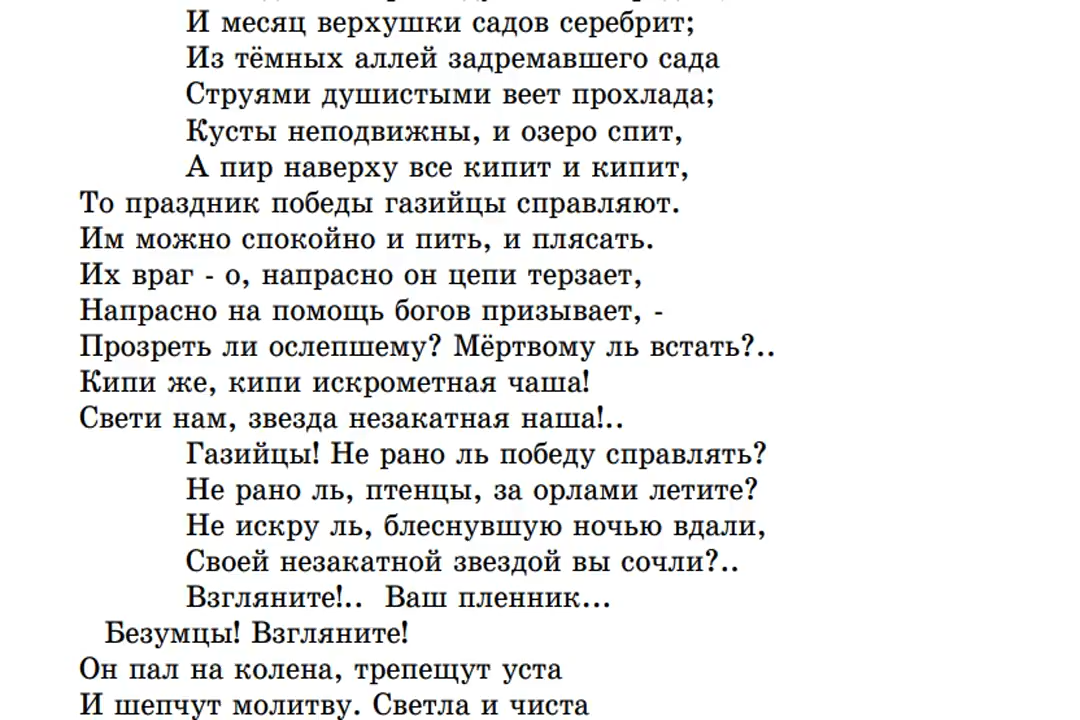 И месяц верхушки садов серебрит;
Из тёмных аллей задремавшего сада
Струями душистыми веет прохлада;
Кусты неподвижны, и озеро спит,
А пир наверху все кипит и кипит,
То праздник победы газийцы справляют.
Им можно спокойно и пить, и плясать.
Их враг - о, напрасно он цепи терзает,
Напрасно на помощь богов призывает, -
Прозреть ли ослепшему? Мёртвому ль встать?..
Кипи же, кипи искрометная чаша!
Свети нам, звезда незакатная наша!..
Газийцы! Не рано ль победу справлять?
Не рано ль, птенцы, за орлами летите?
Не искру ль, блеснувшую ночью вдали,
Своей незакатной звездой вы сочли?..
Взгляните!.. Ваш пленник...
Безумцы! Взгляните!
Он пал на колена, трепещут уста
И шепчут молитву. Светла и чиста